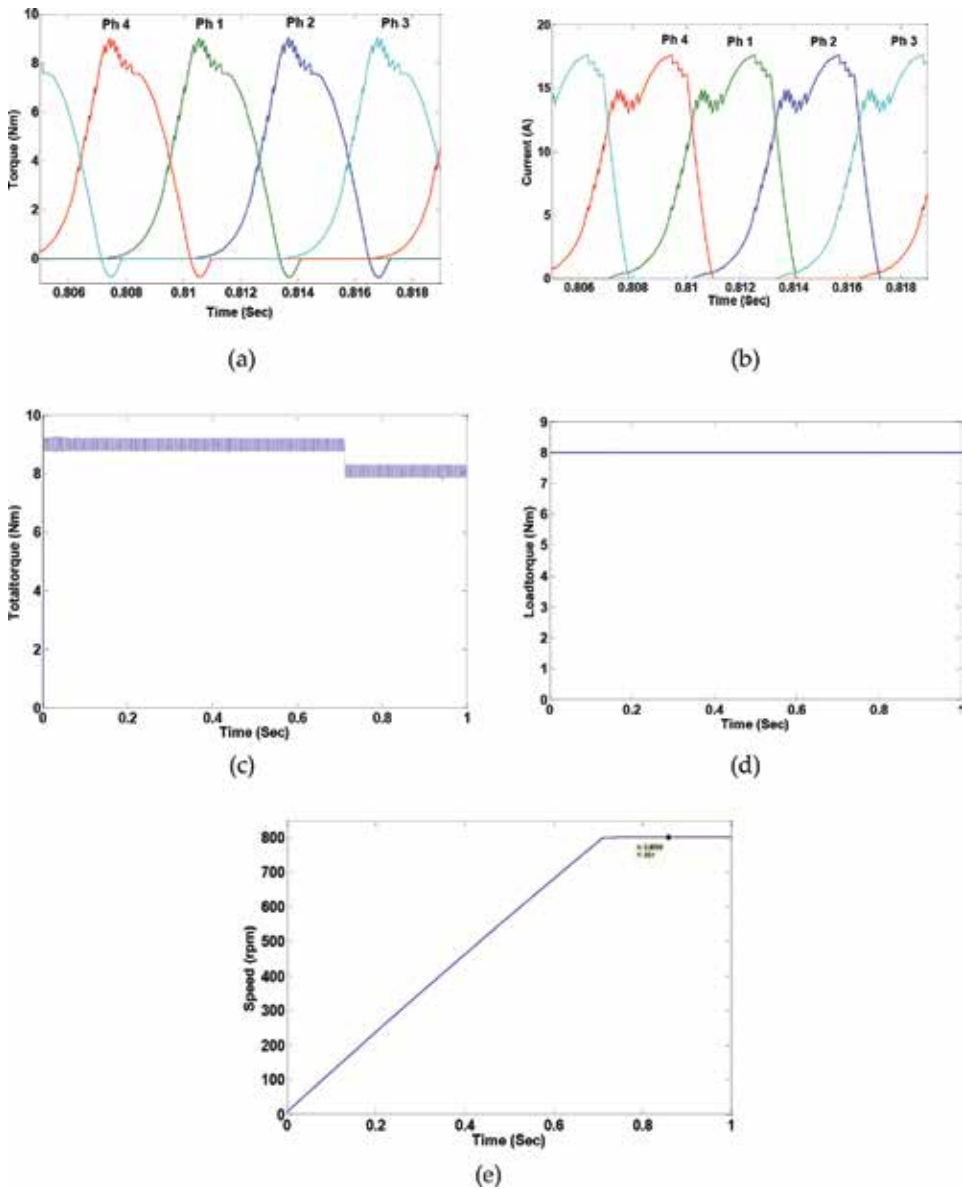 Ph 4 Ph 1 Ph 2 Ph 3
10
8
6
4
2
0
Torque (Nm)
0.806 0.808 0.81 0.812 0.814 0.816 0.818
Time (Sec)
(a)
Ph 4 Ph 1 Ph 2 Ph 3
25
20
15
10
5
0
Current (A)
0.806 0.808 0.81 0.812 0.814 0.816 0.818
Time (Sec)
(b)
10
8
6
4
2
0
Totaltorque (Nm)
0 0.2 0.4 0.6 0.8 1
Time (Sec)
(c)
9
8
7
6
5
4
3
2
1
0
Loadtorque (Nm)
0 0.2 0.4 0.6 0.8 1
Time (Sec)
(d)
800
700
600
500
400
300
200
100
0
Speed (rpm)
0 0.2 0.4 0.6 0.8 1
Time (Sec)
(e)